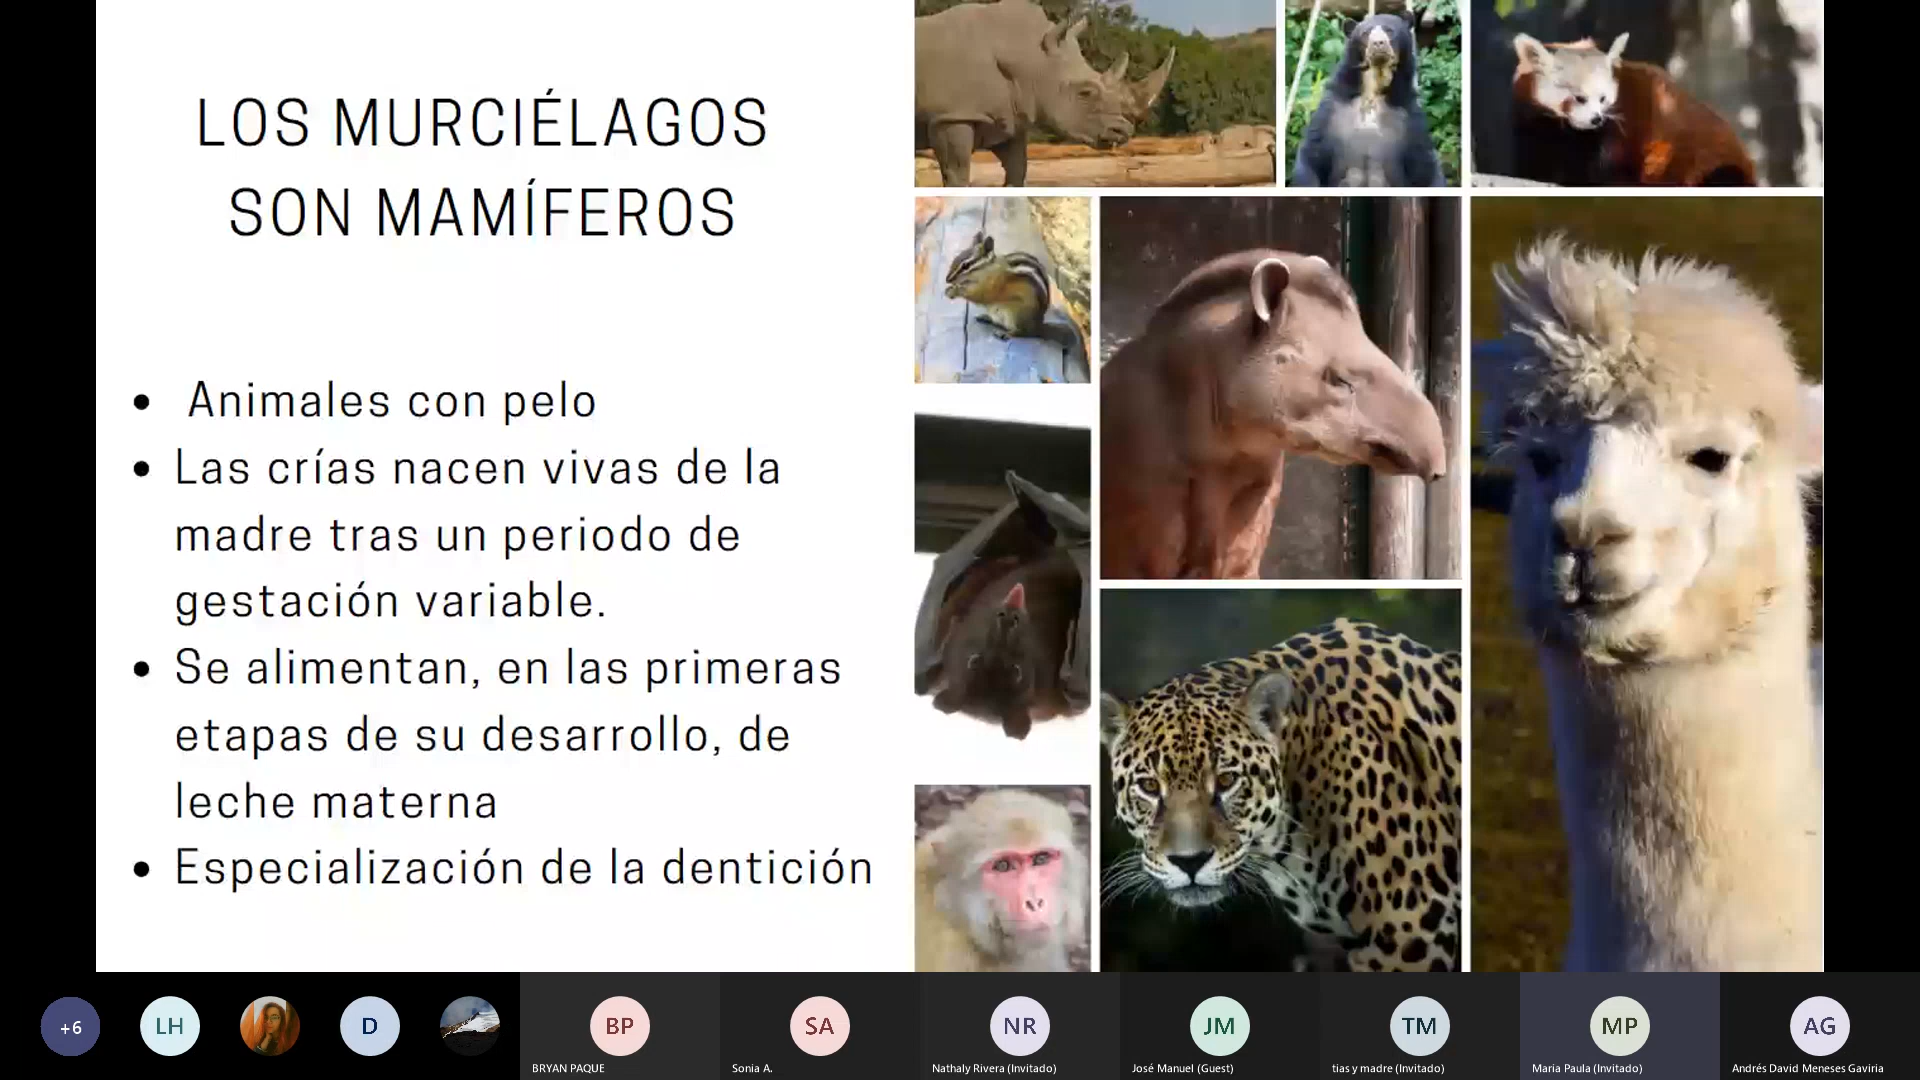 LOS MURCIÉLAGOS
SON MAMÍFEROS
• Animales con pelo
• Las crías nacen vivas de la
madre tras un periodo de
gestación variable.
• Se alimentan, en las primeras
etapas de su desarrollo, de
leche materna
• Especialización de la dentición
+6
LH
D
BP
SA
NR
JM
TM
MP
AG
BRYAN PAQUE
Sonia A.
Nathaly Rivera (Invitado)
José Manuel (Guest)
tias y madre (Invitado)
Maria Paula (Invitado)
Andrés David Meneses Gaviria